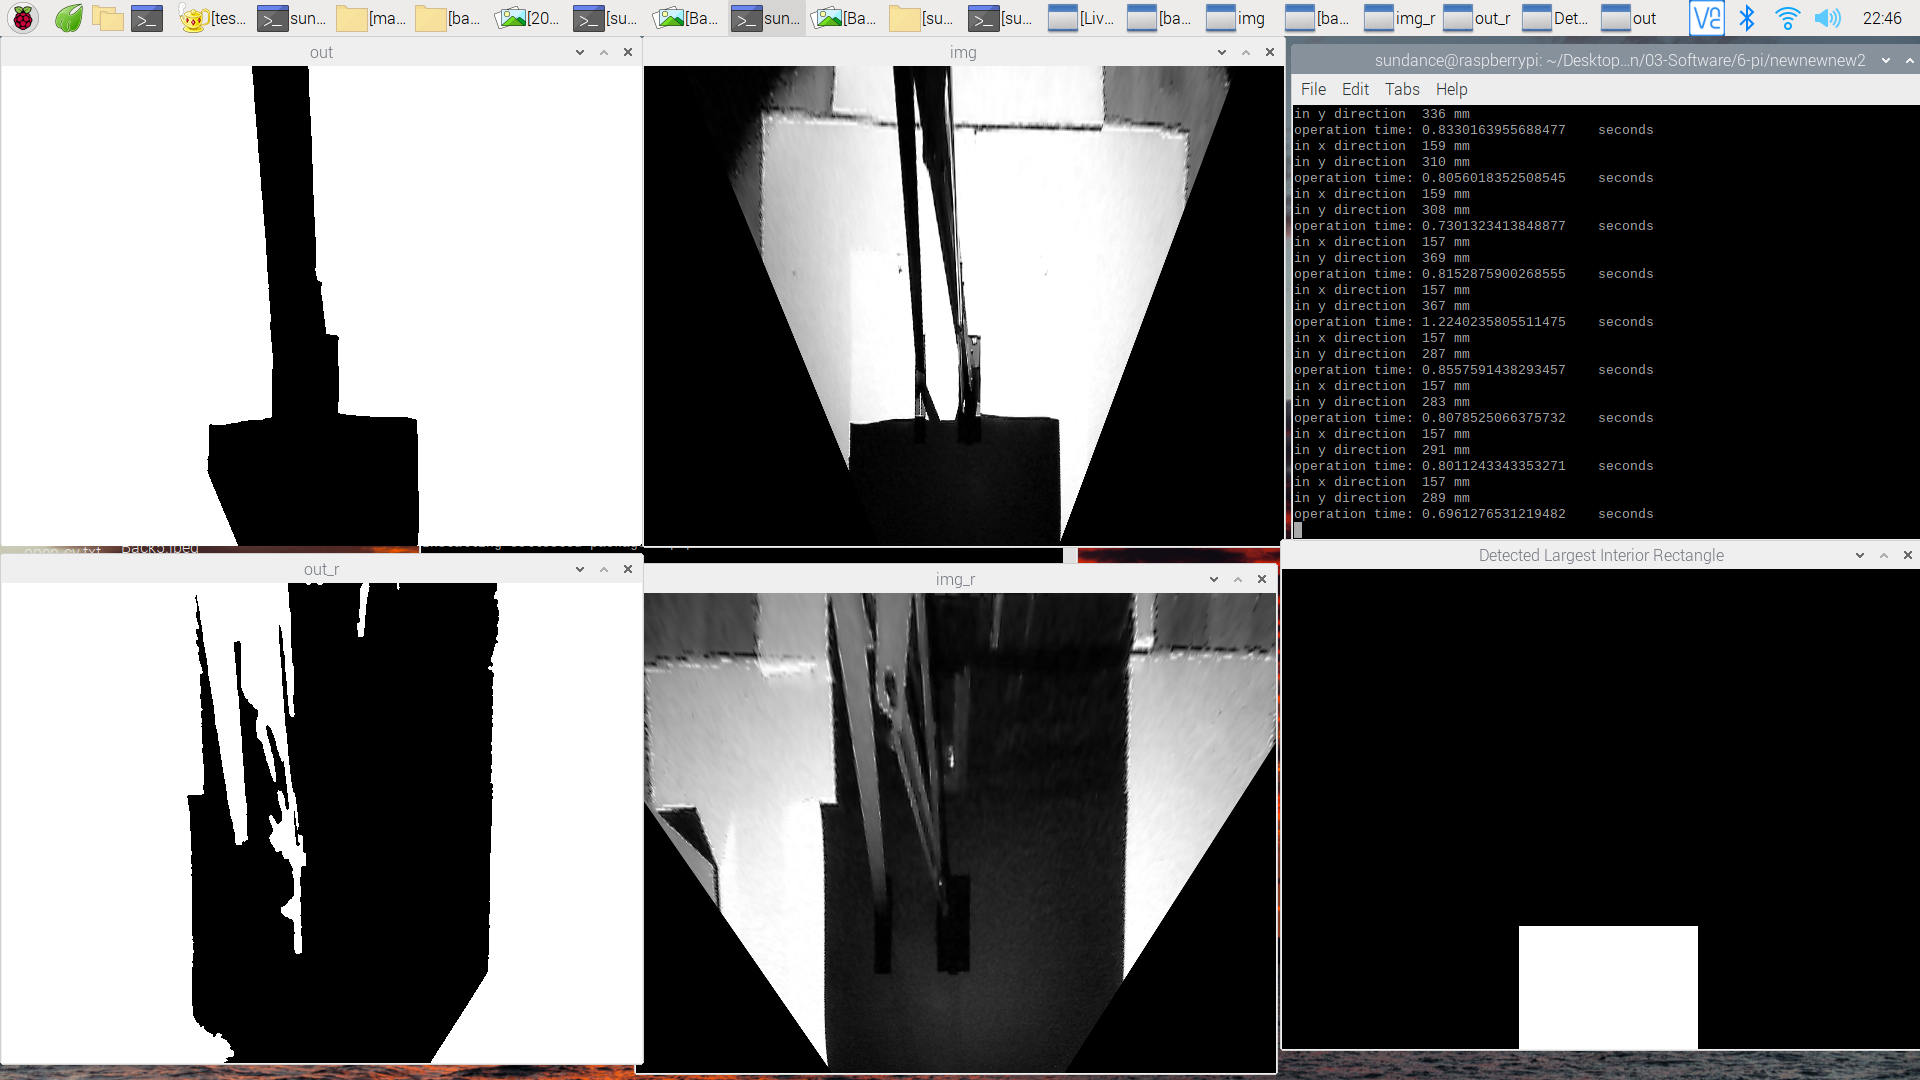 [tes... sun... [ma... [ba... [20... [su... [Ba... sun... [Ba... [su... [su... [Liv... [ba... img [ba... img_r out_r Det... out 22:46
out
img
sundance@raspberrypi: ~/Desktop...n/03-Software/6-pi/newnewnew2
File Edit Tabs Help
in y direction  336 mm
operation time: 0.8330163955688477    seconds
in x direction  159 mm
in y direction  310 mm
operation time: 0.8056018352508545    seconds
in x direction  159 mm
in y direction  308 mm
operation time: 0.7301323413848877    seconds
in x direction  157 mm
in y direction  369 mm
operation time: 0.8152875900268555    seconds
in x direction  157 mm
in y direction  367 mm
operation time: 1.2240235805511475    seconds
in x direction  157 mm
in y direction  287 mm
operation time: 0.8557591438293457    seconds
in x direction  157 mm
in y direction  283 mm
operation time: 0.8078525066375732    seconds
in x direction  157 mm
in y direction  291 mm
operation time: 0.8011243343353271    seconds
in x direction  157 mm
in y direction  289 mm
operation time: 0.6961276531219482    seconds
Back5.jpeg
out_r
img_r
Detected Largest Interior Rectangle